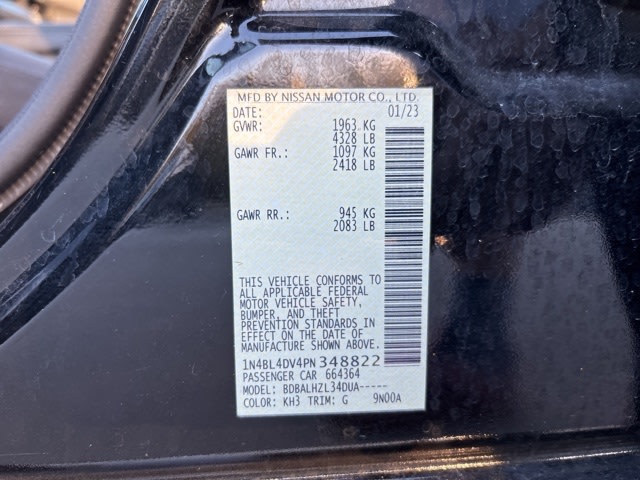 MFD BY NISSAN MOTOR CO., LTD.
DATE: 01/23
GVWR: 1963 KG
4328 LB
GAWR FR.: 1097 KG
2418 LB
GAWR RR.: 945 KG
2083 LB
THIS VEHICLE CONFORMS TO
ALL APPLICABLE FEDERAL
MOTOR VEHICLE SAFETY,
BUMPER, AND THEFT
PREVENTION STANDARDS IN
EFFECT ON THE DATE OF
MANUFACTURE SHOWN ABOVE.
1N4BL4DV4PN348822
PASSENGER CAR 664364
MODEL: BDBALHZL34DUA-----
COLOR: KH3 TRIM: G 9N00A